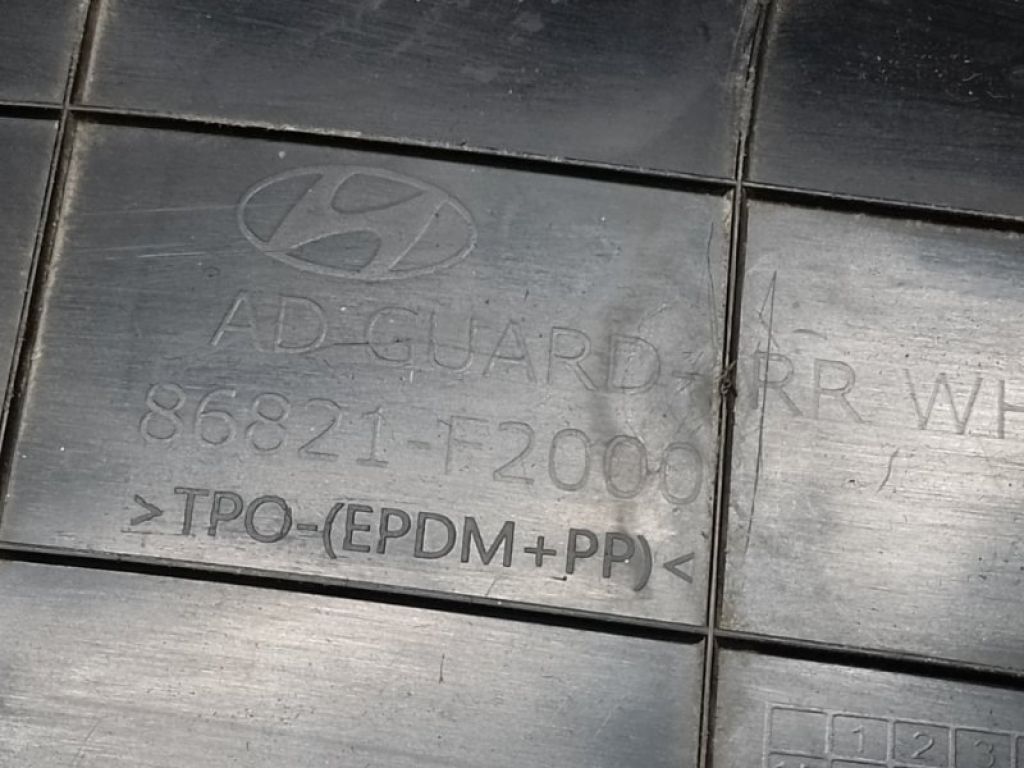 AD GUARD-RR WH
86821-F2000
>TPO-(EPDM+PP)<
1 2 3